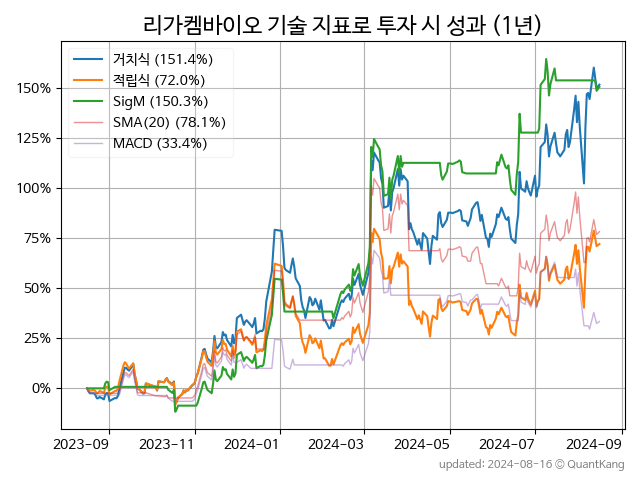 리가켐바이오 기술 지표로 투자 시 성과 (1년)
거치식 (151.4%)
적립식 (72.0%)
SigM (150.3%)
SMA(20) (78.1%)
MACD (33.4%)
150%
125%
100%
75%
50%
25%
0%
2023-09 2023-11 2024-01 2024-03 2024-05 2024-07 2024-09
updated: 2024-08-16 © QuantKang